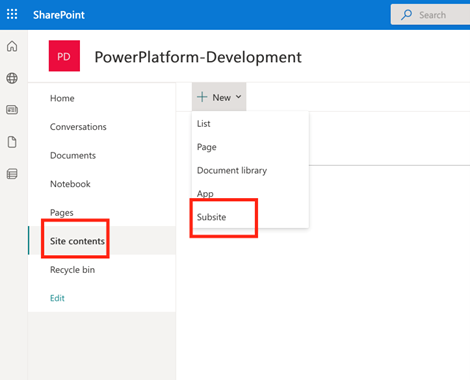 SharePoint
Search
PD
PowerPlatform-Development
Home
Conversations
Documents
Notebook
Pages
Site contents
Recycle bin
Edit
New
List
Page
Document library
App
Subsite